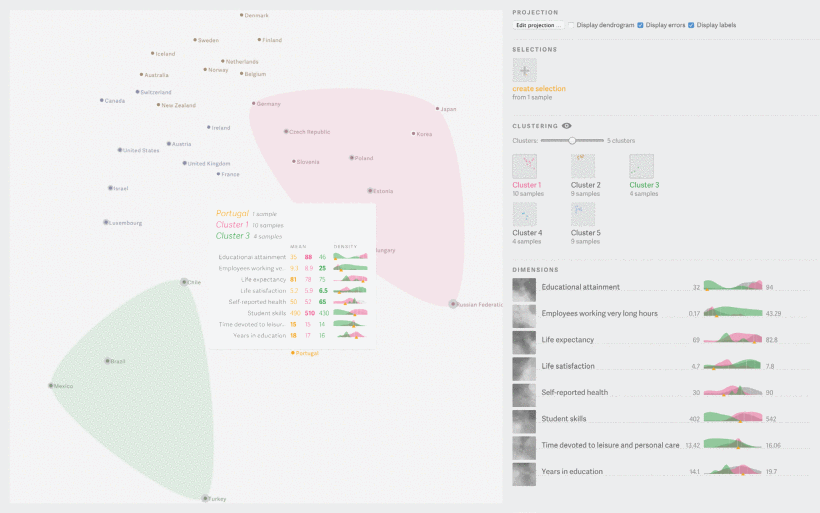 Denmark
Sweden
Finland
Iceland
Netherlands
Norway
Belgium
Australia
Switzerland
Canada
New Zealand
Germany
Japan
Ireland
Korea
Czech Republic
Austria
United States
Slovenia
Poland
United Kingdom
France
Israel
Estonia
Luxembourg
Hungary
Chile
Russian Federatio
Brazil
Mexico
Turkey
Portugal 1 sample
Cluster 1 10 samples
Cluster 3 4 samples
MEAN DENSITY
Educational attainment 35 88 46
Employees working ve.. 9.3 8.9 25
Life expectancy 81 78 75
Life satisfaction 5.2 5.9 6.5
Self-reported health 50 52 65
Student skills 490 510 430
Time devoted to leisur.. 15 15 14
Years in education 18 17 16
Portugal
PROJECTION
Edit projection... Display dendrogram Display errors Display labels
SELECTIONS
create selection
from 1 sample
CLUSTERING
Clusters: 5 clusters
Cluster 1 Cluster 2 Cluster 3
10 samples 9 samples 4 samples
Cluster 4 Cluster 5
4 samples 9 samples
DIMENSIONS
Educational attainment 32 94
Employees working very long hours 0.17 43.29
Life expectancy 69 82.8
Life satisfaction 4.7 7.8
Self-reported health 30 90
Student skills 402 542
Time devoted to leisure and personal care 13.42 16.06
Years in education 14.1 19.7